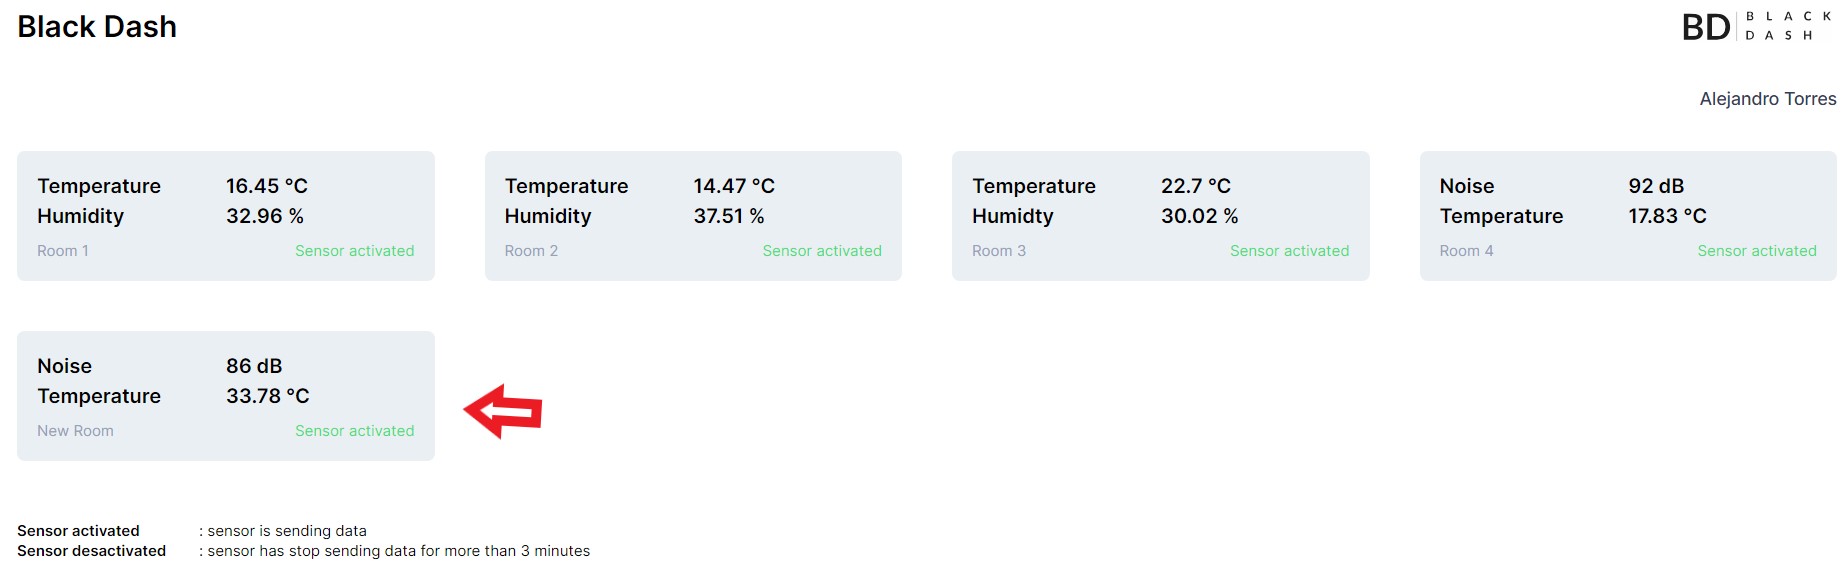 Black Dash
BD BLACK
DASH
Alejandro Torres
Temperature 16.45 °C
Humidity 32.96 %
Room 1 Sensor activated
Temperature 14.47 °C
Humidity 37.51 %
Room 2 Sensor activated
Temperature 22.7 °C
Humidty 30.02 %
Room 3 Sensor activated
Noise 92 dB
Temperature 17.83 °C
Room 4 Sensor activated
Noise 86 dB
Temperature 33.78 °C
New Room Sensor activated
Sensor activated : sensor is sending data
Sensor desactivated : sensor has stop sending data for more than 3 minutes